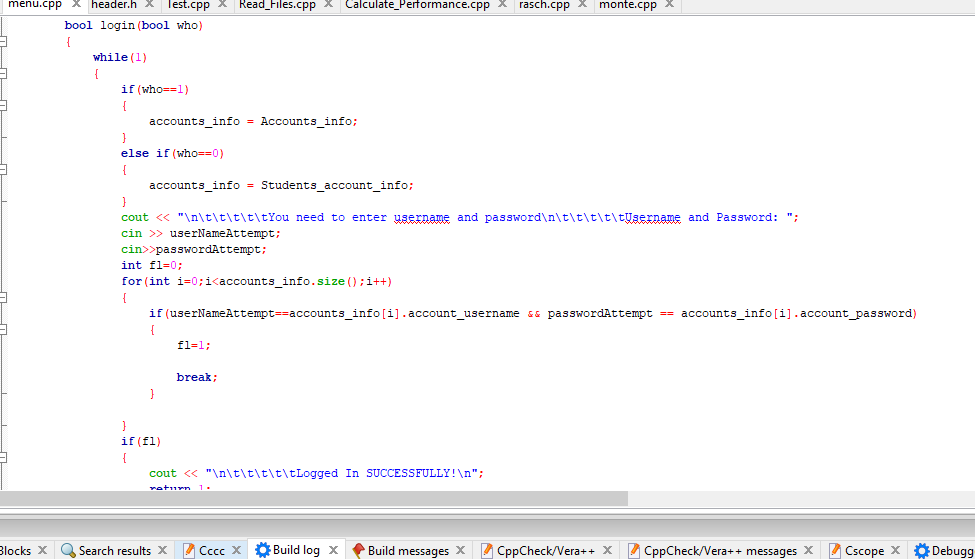 menu.cpp header.h Test.cpp Read_Files.cpp Calculate_Performance.cpp rasch.cpp monte.cpp
bool login(bool who)
{
while(1)
{
if(who==1)
{
accounts_info = Accounts_info;
}
else if(who==0)
{
accounts_info = Students_account_info;
}
cout << "\n\t\t\t\t\tYou need to enter username and password\n\t\t\t\t\tUsername and Password: ";
cin >> userNameAttempt;
cin>>passwordAttempt;
int fl=0;
for(int i=0;i<accounts_info.size();i++)
{
if(userNameAttempt==accounts_info[i].account_username && passwordAttempt == accounts_info[i].account_password)
{
fl=1;
break;
}
}
if(fl)
{
cout << "\n\t\t\t\t\tLogged In SUCCESSFULLY!\n";
return 1;
Blocks Search results Cccc Build log Build messages CppCheck/Vera++ CppCheck/Vera++ messages Cscope Debugg